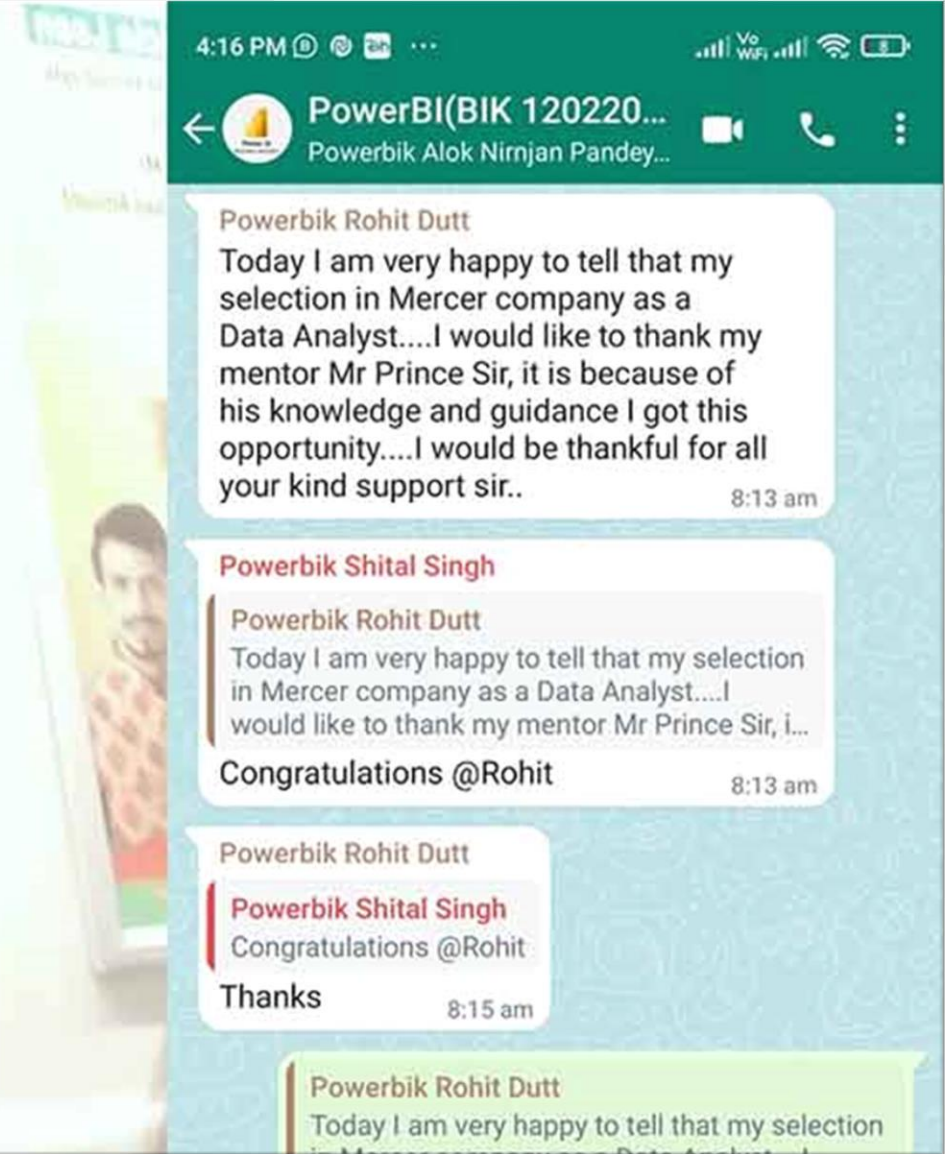 4:16 PM
Vo
WiFi
8
PowerBI(BIK 120220...
Powerbik Alok Nirnjan Pandey...
Powerbik Rohit Dutt
Today I am very happy to tell that my
selection in Mercer company as a
Data Analyst....I would like to thank my
mentor Mr Prince Sir, it is because of
his knowledge and guidance I got this
opportunity....I would be thankful for all
your kind support sir..
8:13 am
Powerbik Shital Singh
Powerbik Rohit Dutt
Today I am very happy to tell that my selection
in Mercer company as a Data Analyst....I
would like to thank my mentor Mr Prince Sir, i...
Congratulations @Rohit
8:13 am
Powerbik Rohit Dutt
Powerbik Shital Singh
Congratulations @Rohit
Thanks
8:15 am
Powerbik Rohit Dutt
Today I am very happy to tell that my selection